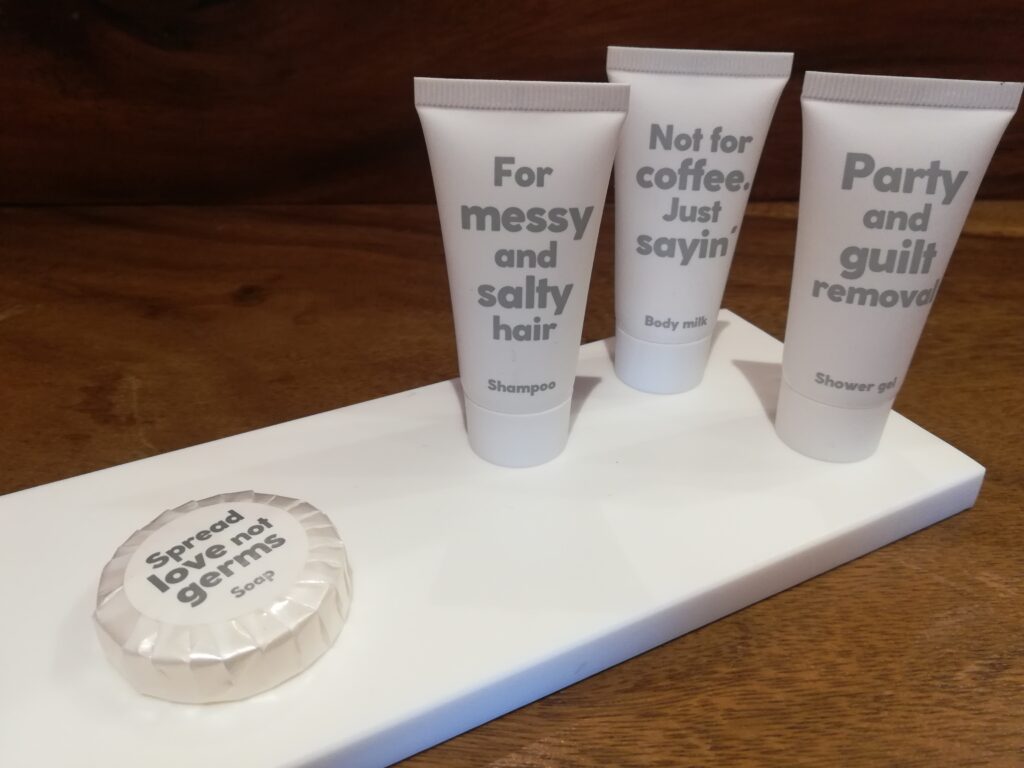 For
messy
and
salty
hair
Shampoo
Not for
coffee.
Just
sayin'
Body milk
Party
and
guilt
removal
Shower gel
Spread
love not
germs
Soap